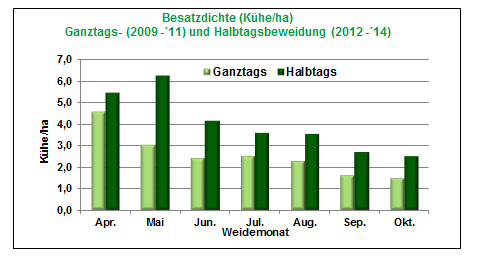 Besatzdichte (Kühe/ha)
Ganztags- (2009 -´11) und Halbtagsbeweidung (2012 -´14)
Ganztags Halbtags
Kühe/ha
7,0
6,0
5,0
4,0
3,0
2,0
1,0
0,0
Apr. Mai Jun. Jul. Aug. Sep. Okt.
Weidemonat